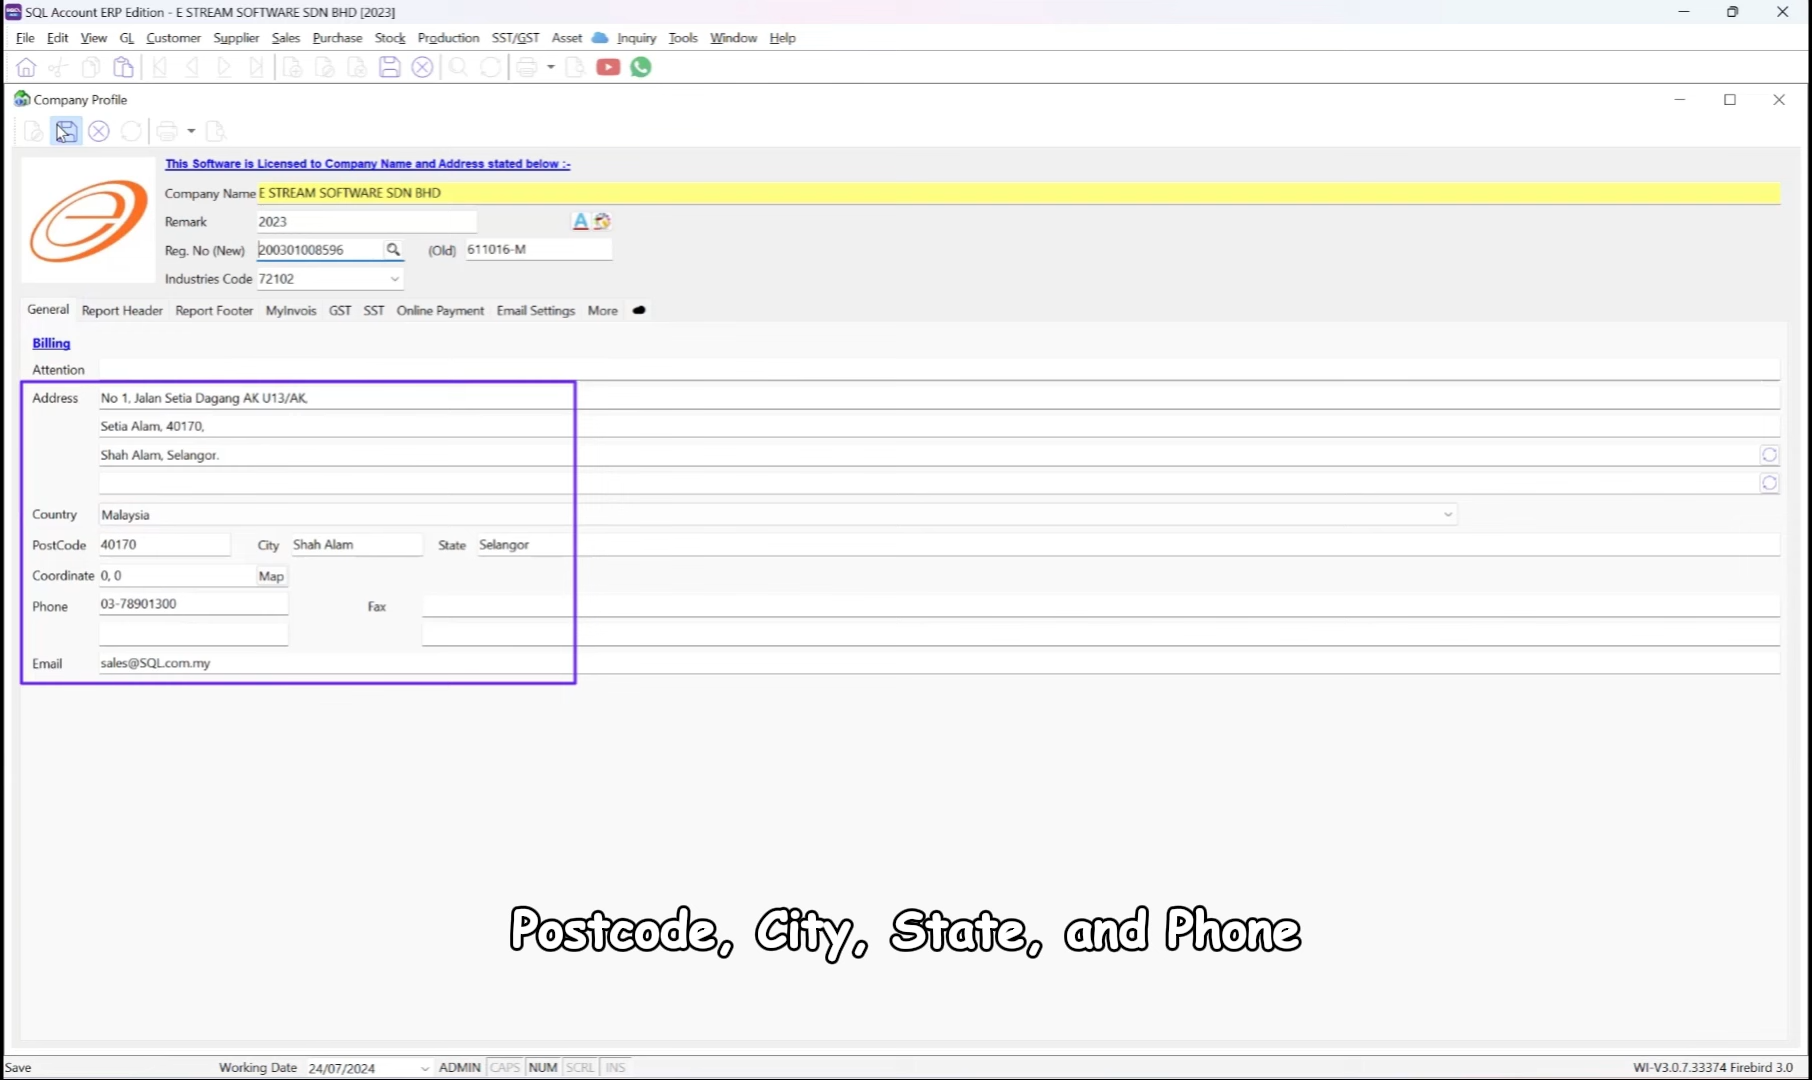 SQL Account ERP Edition - E STREAM SOFTWARE SDN BHD [2023]
File Edit View GL Customer Supplier Sales Purchase Stock Production SST/GST Asset Inquiry Tools Window Help
Company Profile
This Software is Licensed to Company Name and Address stated below :-
Company Name E STREAM SOFTWARE SDN BHD
Remark 2023
Reg. No (New) 200301008596 (Old) 611016-M
Industries Code 72102
General Report Header Report Footer MyInvois GST SST Online Payment Email Settings More
Billing
Attention
Address No 1, Jalan Setia Dagang AK U13/AK,
Setia Alam, 40170,
Shah Alam, Selangor.
Country Malaysia
PostCode 40170 City Shah Alam State Selangor
Coordinate 0, 0 Map
Phone 03-78901300 Fax
Email sales@SQL.com.my
Postcode, City, State, and Phone
Save Working Date 24/07/2024 ADMIN CAPS NUM SCRL INS WI-V3.0.7.33374 Firebird 3.0